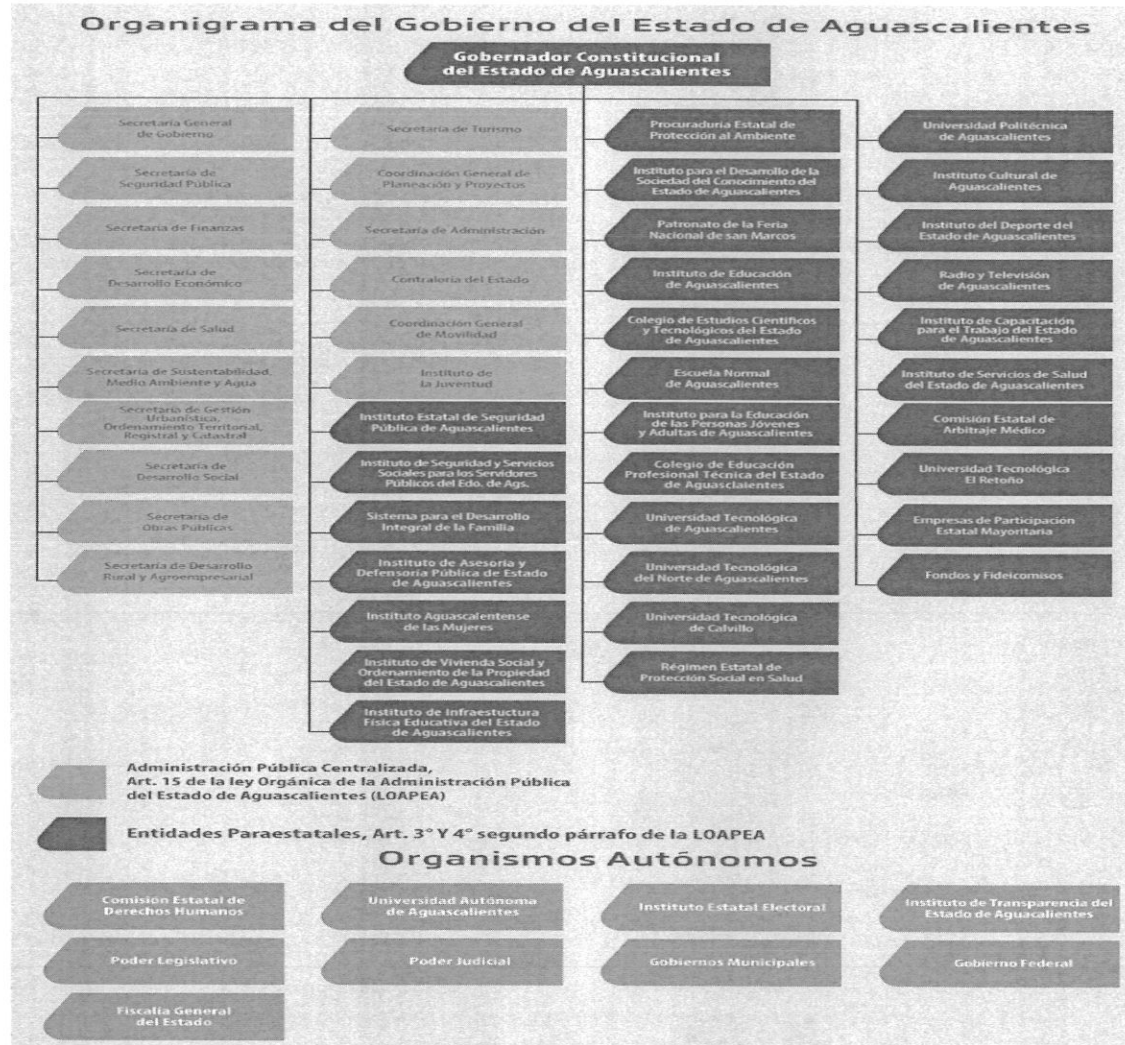 Organigrama del Gobierno del Estado de Aguascalientes
Gobernador Constitucional
del Estado de Aguascalientes
Secretaría General
de Gobierno
Secretaría de
Seguridad Pública
Secretaría de Finanzas
Secretaría de
Desarrollo Económico
Secretaría de Salud
Secretaría de Sustentabilidad,
Medio Ambiente y Agua
Secretaría de Gestión
Urbanística,
Ordenamiento Territorial,
Registral y Catastral
Secretaría de
Desarrollo Social
Secretaría de
Obras Públicas
Secretaría de Desarrollo
Rural y Agroempresarial
Secretaría de Turismo
Coordinación General de
Planeación y Proyectos
Secretaría de Administración
Contraloría del Estado
Coordinación General
de Movilidad
Instituto de
la Juventud
Instituto Estatal de Seguridad
Pública de Aguascalientes
Instituto de Seguridad y Servicios
Sociales para los Servidores
Públicos del Edo. de Ags.
Sistema para el Desarrollo
Integral de la Familia
Instituto de Asesoría y
Defensoría Pública de Estado
de Aguascalientes
Instituto Aguascalentense
de las Mujeres
Instituto de Vivienda Social y
Ordenamiento de la Propiedad
del Estado de Aguascalientes
Instituto de Infraestuctura
Física Educativa del Estado
de Aguascalientes
Procuraduría Estatal de
Protección al Ambiente
Instituto para el Desarrollo de la
Sociedad del Conocimiento del
Estado de Aguascalientes
Patronato de la Feria
Nacional de san Marcos
Instituto de Educación
de Aguascalientes
Colegio de Estudios Científicos
y Tecnológicos del Estado
de Aguascalientes
Escuela Normal
de Aguascalientes
Instituto para la Educación
de las Personas Jóvenes
y Adultas de Aguascalientes
Colegio de Educación
Profesional Técnica del Estado
de Aguasclaientes
Universidad Tecnológica
de Aguascalientes
Universidad Tecnológica
del Norte de Aguascalientes
Universidad Tecnológica
de Calvillo
Régimen Estatal de
Protección Social en Salud
Universidad Politécnica
de Aguascalientes
Instituto Cultural de
Aguascalientes
Instituto del Deporte del
Estado de Aguascalientes
Radio y Televisión
de Aguascalientes
Instituto de Capacitación
para el Trabajo del Estado
de Aguascalientes
Instituto de Servicios de Salud
del Estado de Aguascalientes
Comisión Estatal de
Arbitraje Médico
Universidad Tecnológica
El Retoño
Empresas de Participación
Estatal Mayoritaria
Fondos y Fideicomisos
Administración Pública Centralizada,
Art. 15 de la ley Orgánica de la Administración Pública
del Estado de Aguascalientes (LOAPEA)
Entidades Paraestatales, Art. 3° Y 4° segundo párrafo de la LOAPEA
Organismos Autónomos
Comisión Estatal de
Derechos Humanos
Universidad Autónoma
de Aguascalientes
Instituto Estatal Electoral
Instituto de Transparencia del
Estado de Aguacalientes
Poder Legislativo
Poder Judicial
Gobiernos Municipales
Gobierno Federal
Fiscalía General
del Estado